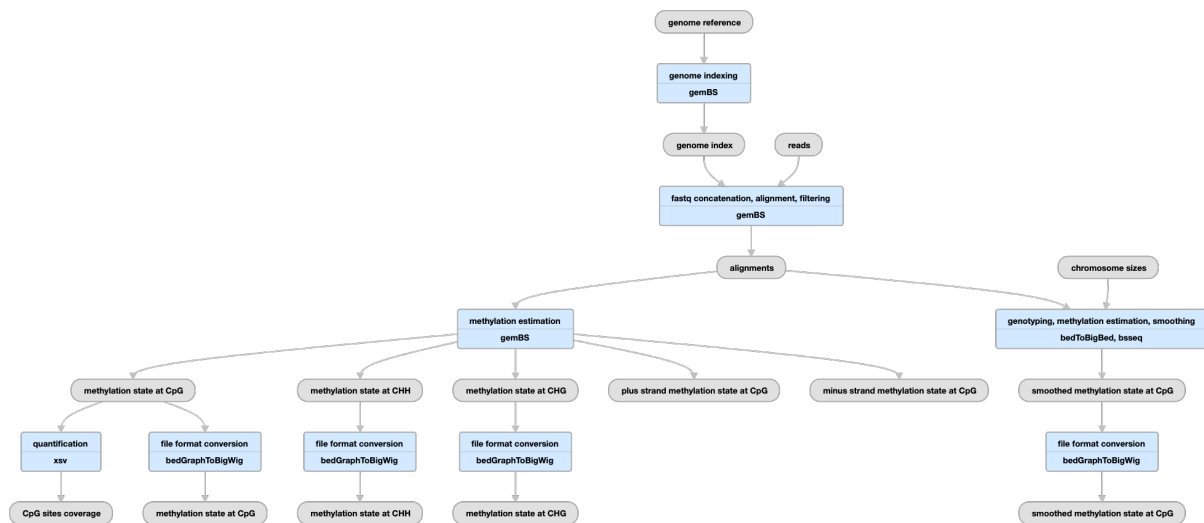 genome reference
genome indexing
gemBS
genome index
reads
fastq concatenation, alignment, filtering
gemBS
alignments
chromosome sizes
methylation estimation
gemBS
genotyping, methylation estimation, smoothing
bedToBigBed, bsseq
methylation state at CpG
methylation state at CHH
methylation state at CHG
plus strand methylation state at CpG
minus strand methylation state at CpG
smoothed methylation state at CpG
quantification
xsv
file format conversion
bedGraphToBigWig
file format conversion
bedGraphToBigWig
file format conversion
bedGraphToBigWig
file format conversion
bedGraphToBigWig
CpG sites coverage
methylation state at CpG
methylation state at CHH
methylation state at CHG
smoothed methylation state at CpG